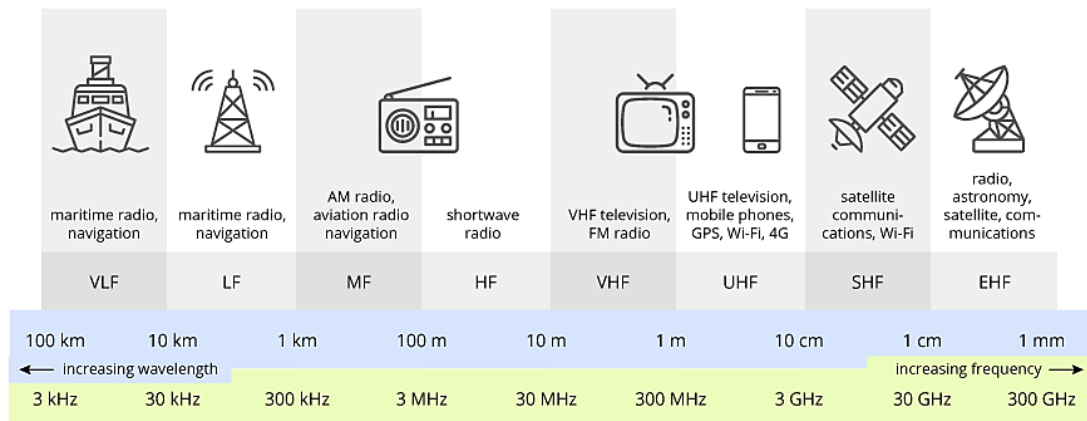 maritime radio,
navigation
maritime radio,
navigation
AM radio,
aviation radio
navigation
shortwave
radio
VHF television,
FM radio
UHF television,
mobile phones,
GPS, Wi-Fi, 4G
satellite
communi-
cations, Wi-Fi
radio,
astronomy,
satellite, com-
munications
VLF LF MF HF VHF UHF SHF EHF
100 km 10 km 1 km 100 m 10 m 1 m 10 cm 1 cm 1 mm
increasing wavelength increasing frequency
3 kHz 30 kHz 300 kHz 3 MHz 30 MHz 300 MHz 3 GHz 30 GHz 300 GHz